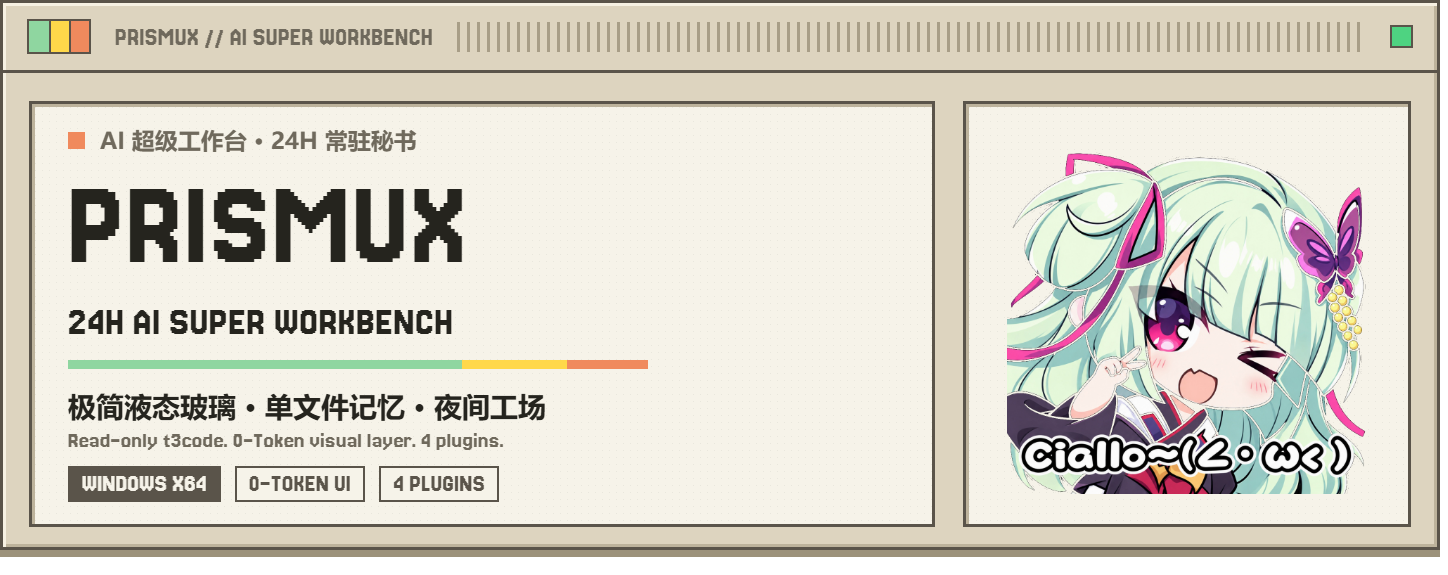 PRISMUX // AI SUPER WORKBENCH
AI 超级工作台 • 24H 常驻秘书
PRISMUX
24H AI SUPER WORKBENCH
极简液态玻璃 • 单文件记忆 • 夜间工场
Read-only t3code. 0-Token visual layer. 4 plugins.
WINDOWS X64
0-TOKEN UI
4 PLUGINS
Ciallo~(∠・ω< )